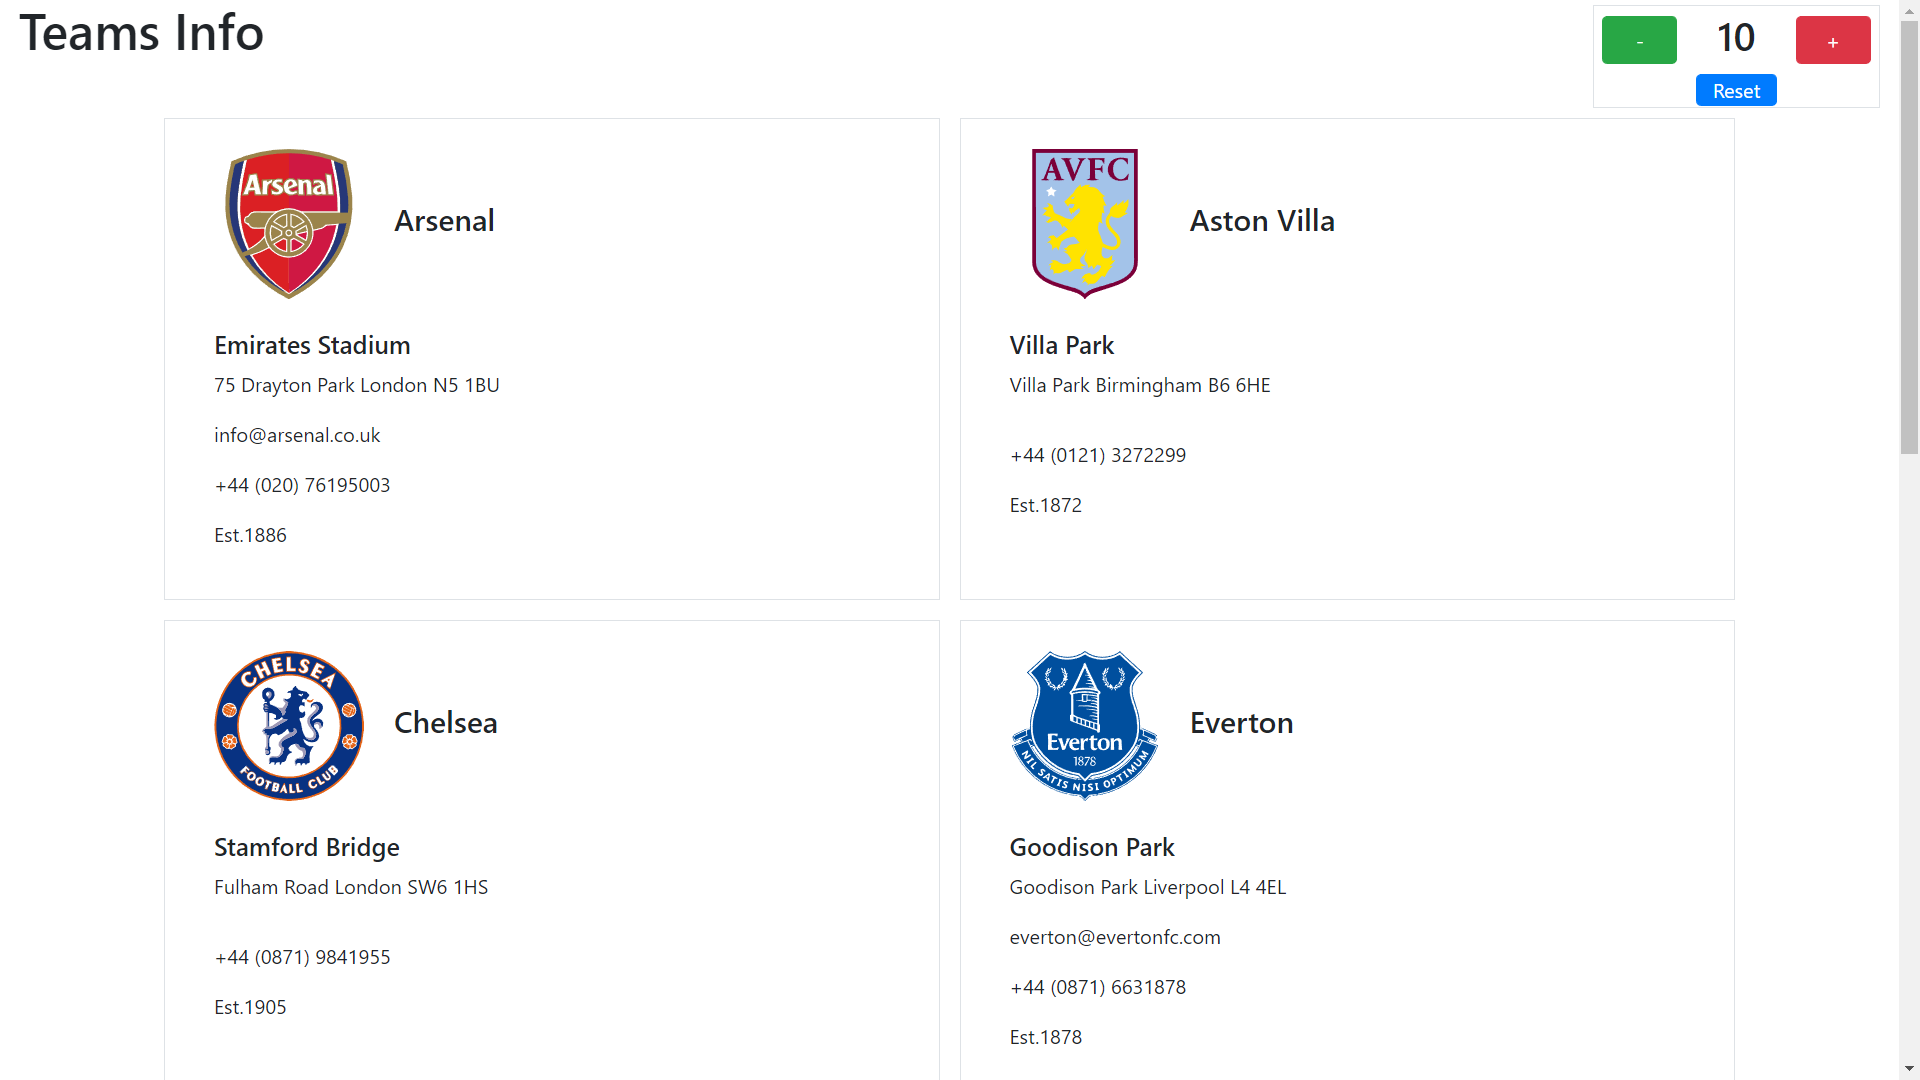 Teams Info
-
10
+
Reset
Arsenal
Arsenal
Emirates Stadium
75 Drayton Park London N5 1BU
info@arsenal.co.uk
+44 (020) 76195003
Est.1886
AVFC
Aston Villa
Villa Park
Villa Park Birmingham B6 6HE
+44 (0121) 3272299
Est.1872
CHELSEA
FOOTBALL CLUB
Chelsea
Stamford Bridge
Fulham Road London SW6 1HS
+44 (0871) 9841955
Est.1905
Everton
1878
NIL SATIS NISI OPTIMUM
Everton
Goodison Park
Goodison Park Liverpool L4 4EL
everton@evertonfc.com
+44 (0871) 6631878
Est.1878